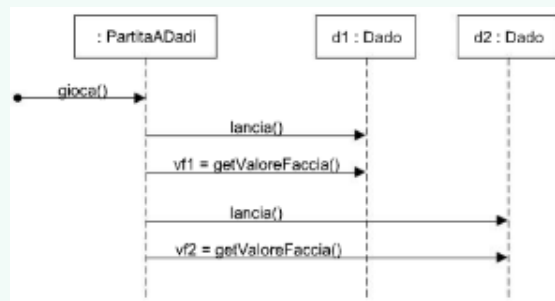 : PartitaADadi
d1 : Dado
d2 : Dado
gioca()
lancia()
vf1 = getValoreFaccia()
lancia()
vf2 = getValoreFaccia()